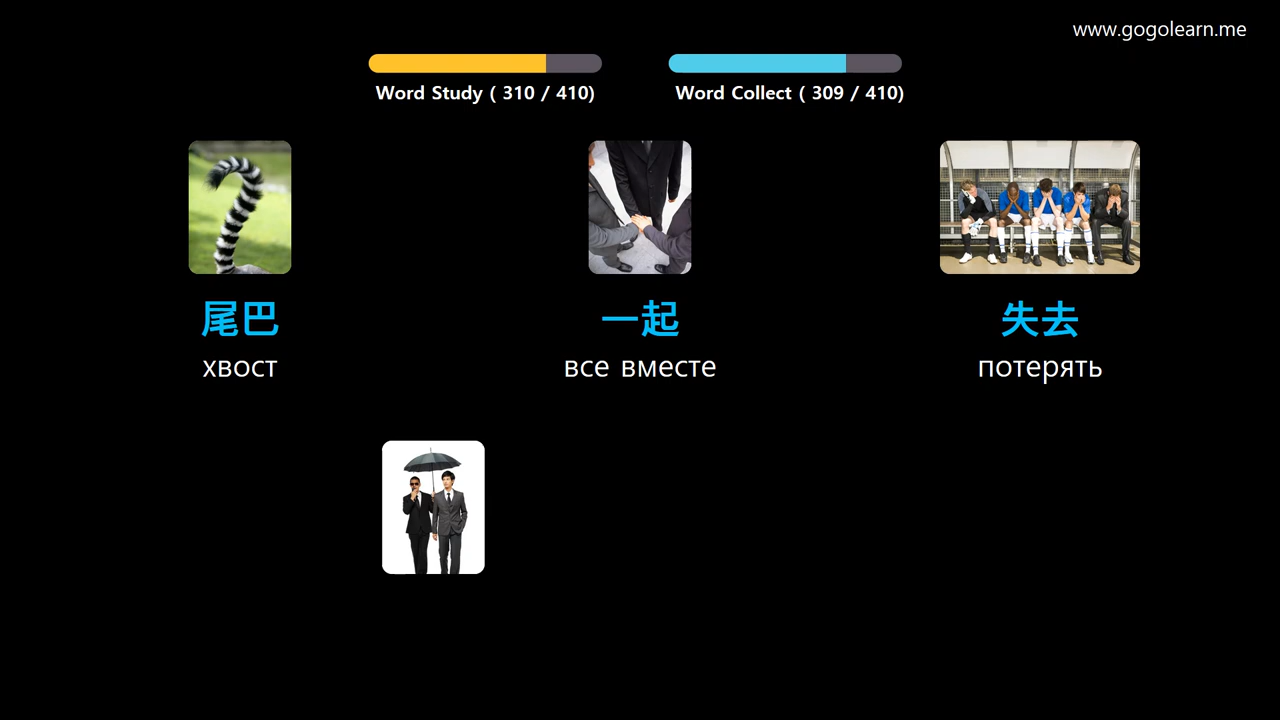 www.gogolearn.me
Word Study ( 310 / 410)
Word Collect ( 309 / 410)
尾巴
хвост
一起
все вместе
失去
потерять